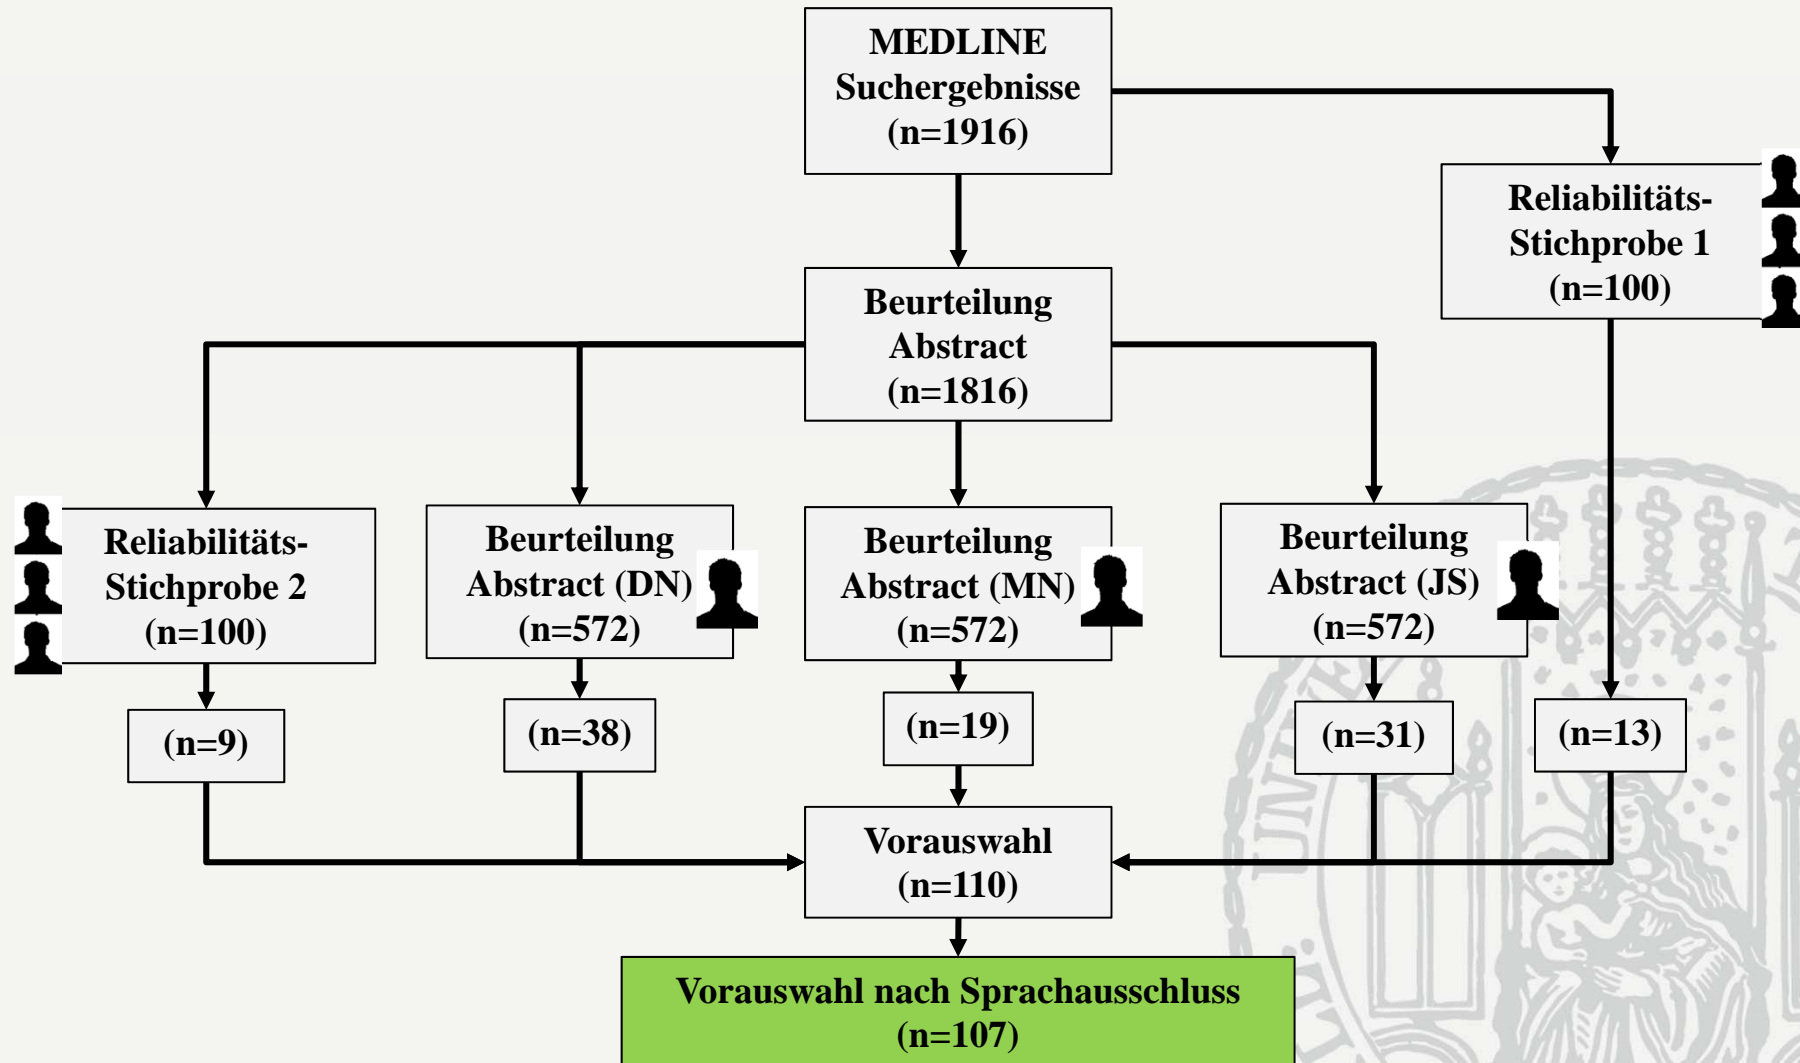 MEDLINE
Suchergebnisse
(n=1916)
Reliabilitäts-
Stichprobe 1
(n=100)
Beurteilung
Abstract
(n=1816)
Reliabilitäts-
Stichprobe 2
(n=100)
Beurteilung
Abstract (DN)
(n=572)
Beurteilung
Abstract (MN)
(n=572)
Beurteilung
Abstract (JS)
(n=572)
(n=9)
(n=38)
(n=19)
(n=31)
(n=13)
Vorauswahl
(n=110)
Vorauswahl nach Sprachausschluss
(n=107)